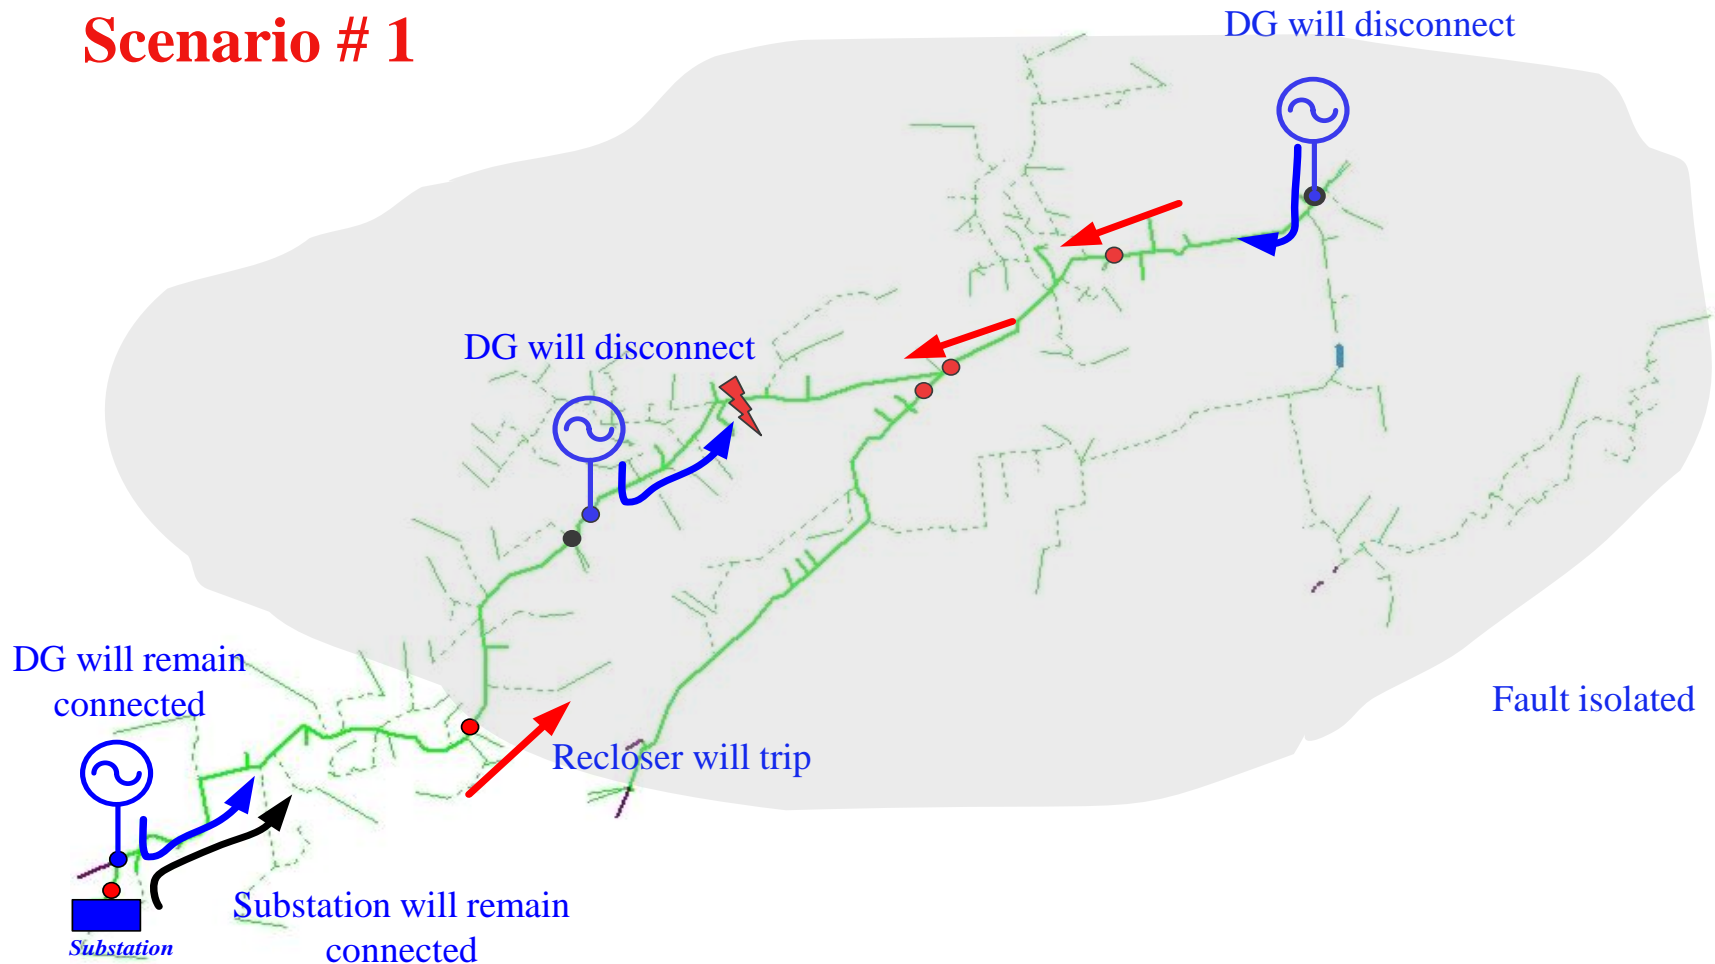 Scenario # 1
DG will disconnect
DG will disconnect
DG will remain
connected
Fault isolated
Recloser will trip
Substation will remain
connected
Substation